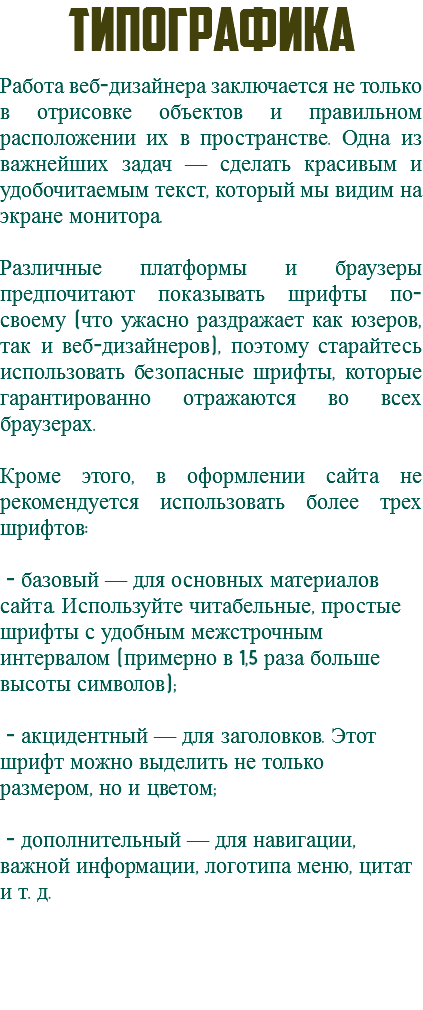 ТИПОГРАФИКА
Работа веб-дизайнера заключается не только
в отрисовке объектов и правильном
расположении их в пространстве. Одна из
важнейших задач — сделать красивым и
удобочитаемым текст, который мы видим на
экране монитора.
Различные платформы и браузеры
предпочитают показывать шрифты по-
своему (что ужасно раздражает как юзеров,
так и веб-дизайнеров), поэтому старайтесь
использовать безопасные шрифты, которые
гарантированно отражаются во всех
браузерах.
Кроме этого, в оформлении сайта не
рекомендуется использовать более трех
шрифтов:
- базовый — для основных материалов
сайта. Используйте читабельные, простые
шрифты с удобным межстрочным
интервалом (примерно в 1,5 раза больше
высоты символов);
- акцидентный — для заголовков. Этот
шрифт можно выделить не только
размером, но и цветом;
- дополнительный — для навигации,
важной информации, логотипа меню, цитат
и т. д.